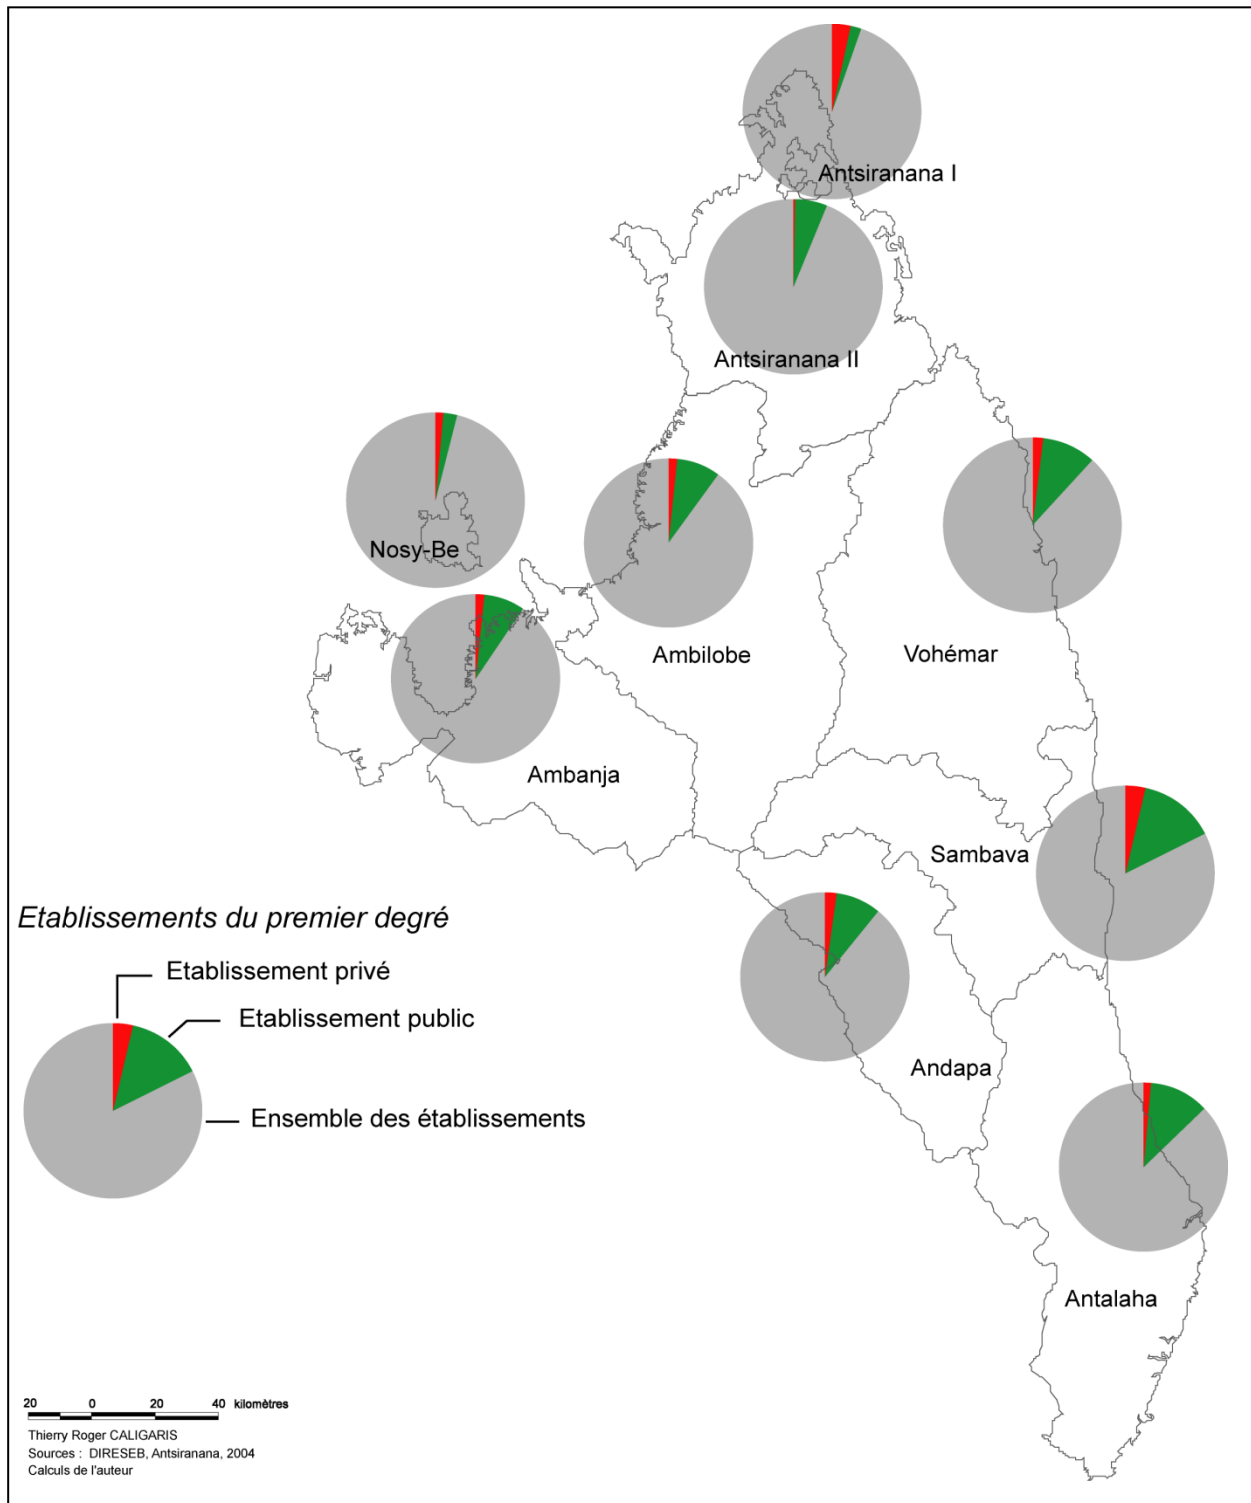 Antsiranana I
Antsiranana II
Nosy-Be
Ambilobe
Vohémar
Ambanja
Sambava
Etablissements du premier degré
Etablissement privé
Etablissement public
Ensemble des établissements
Andapa
Antalaha
20 0 20 40 kilomètres
Thierry Roger CALIGARIS
Sources : DIRESEB, Antsiranana, 2004
Calculs de l'auteur